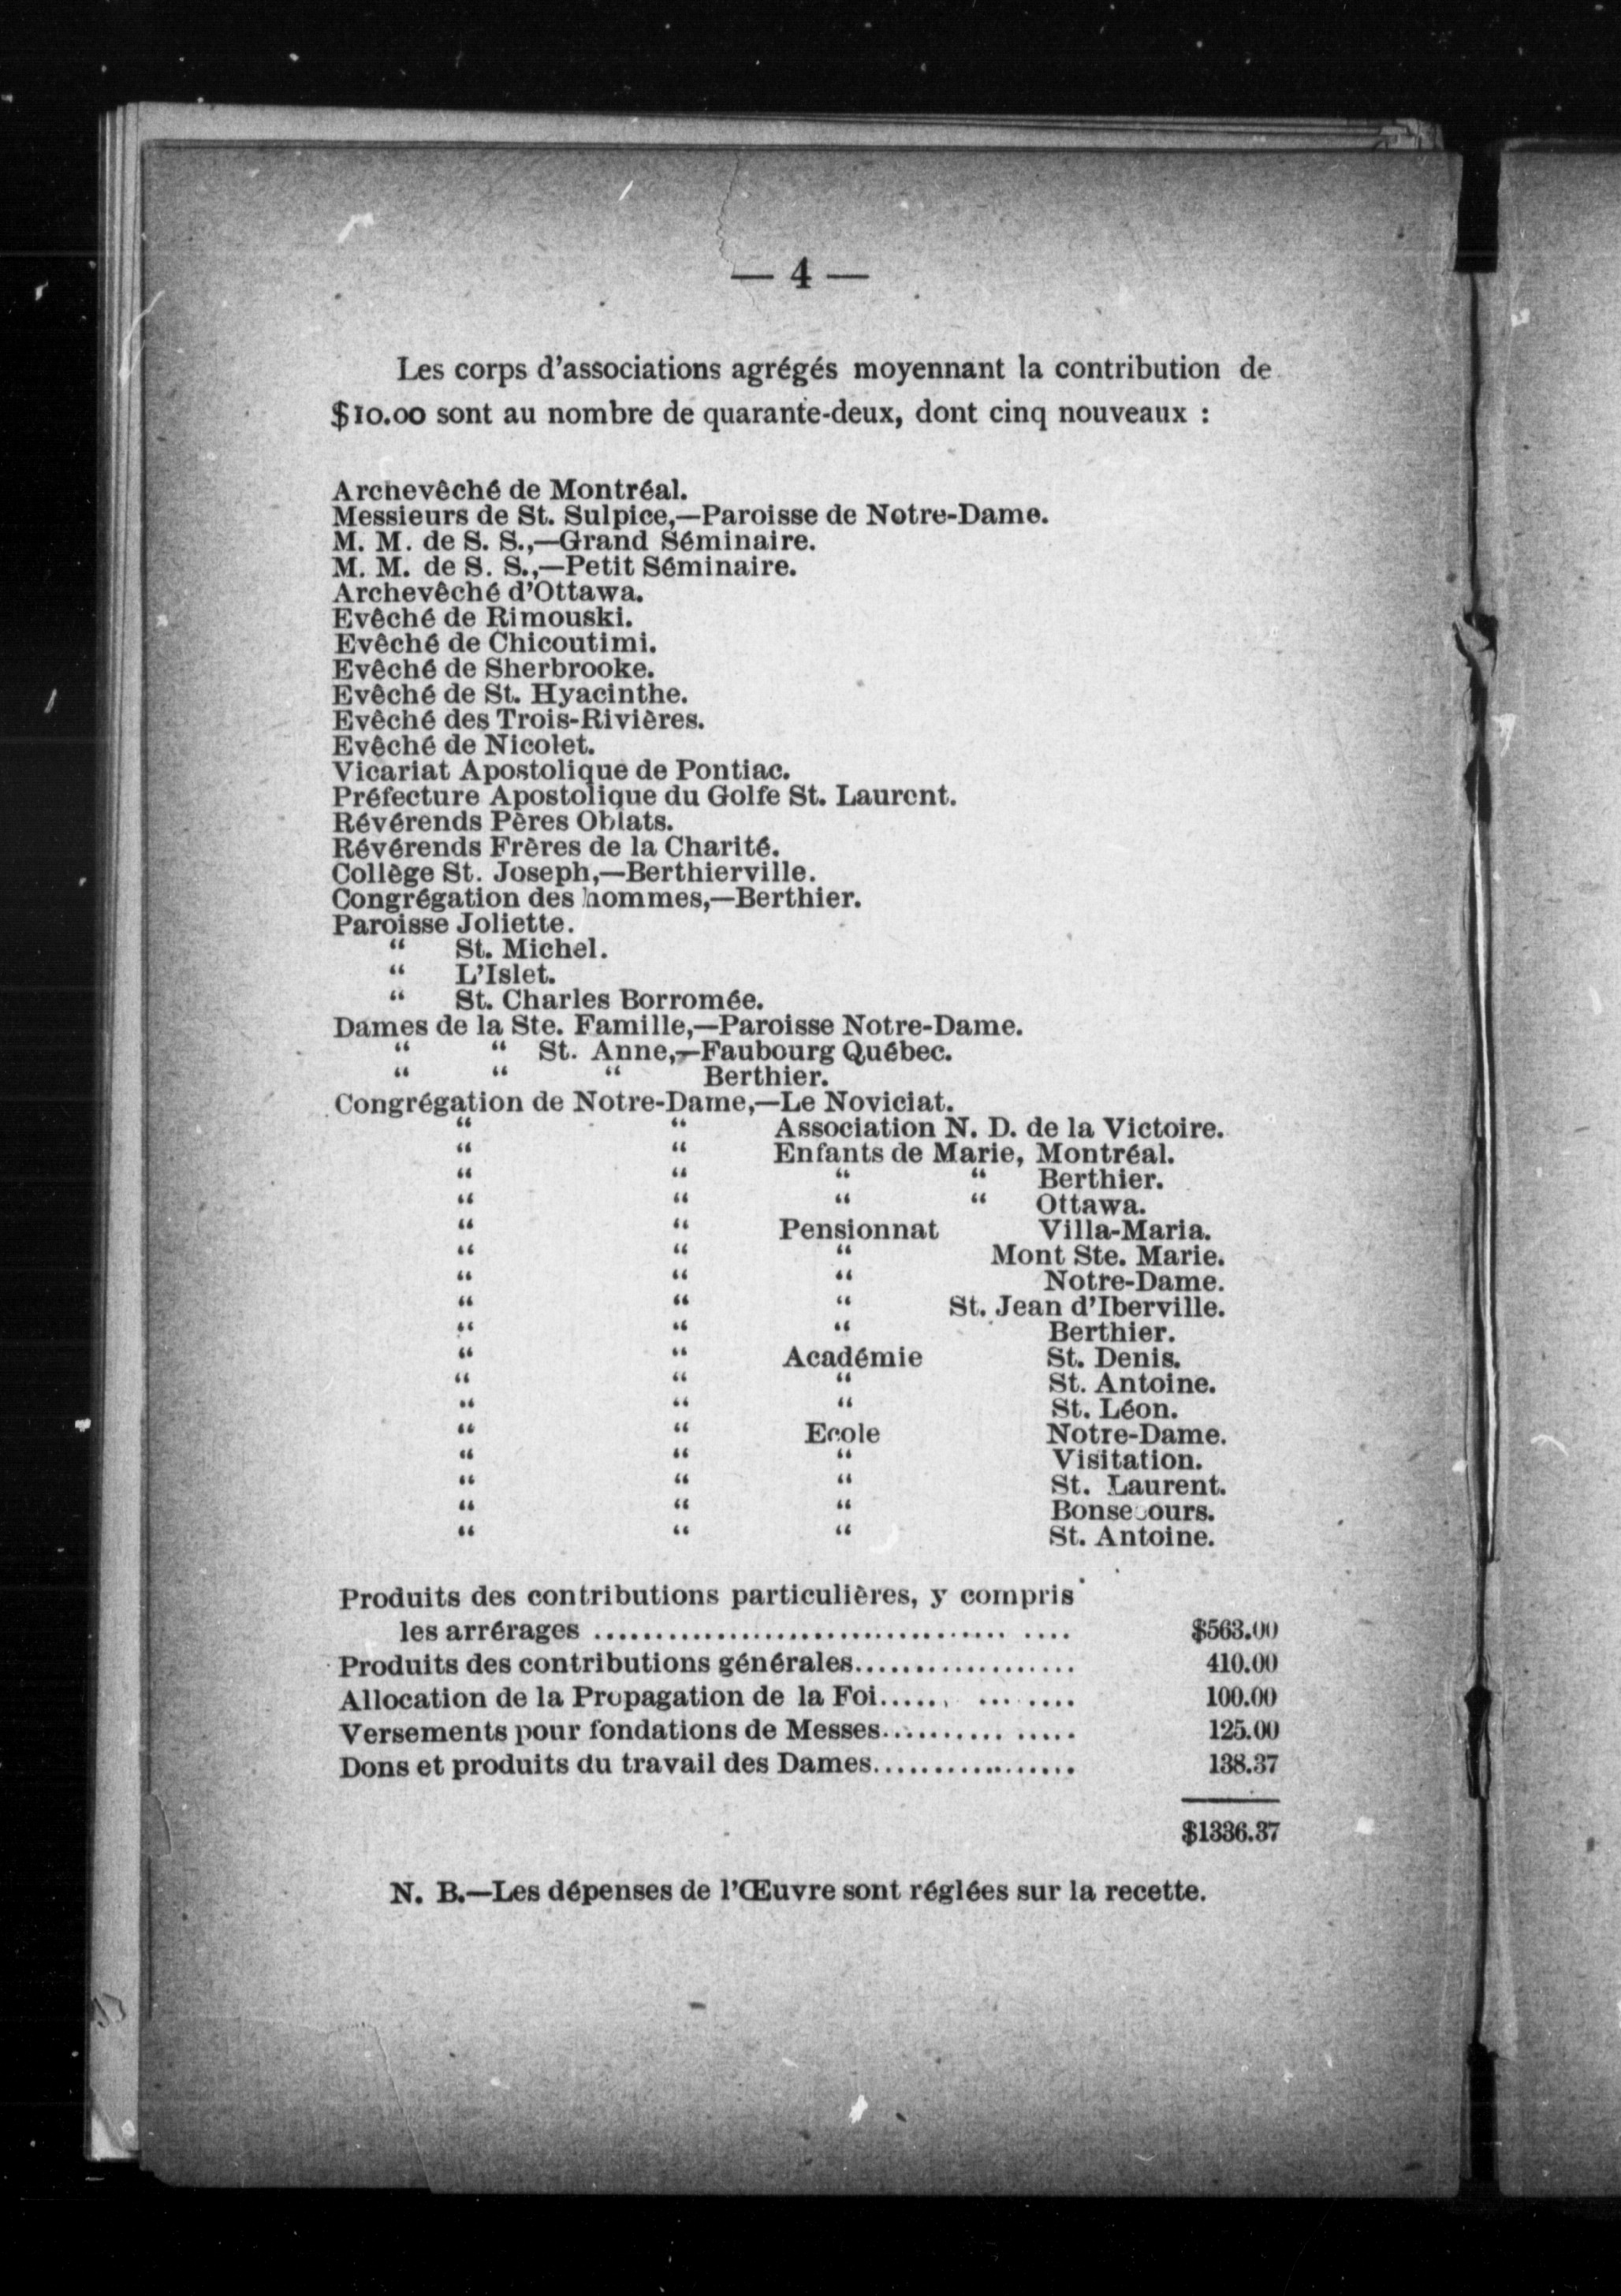 — 4 —
Les corps d'associations agrégés moyennant la contribution de
$10.00 sont au nombre de quarante-deux, dont cinq nouveaux :
Archevêché de Montréal.
Messieurs de St. Sulpice,—Paroisse de Notre-Dame.
M. M. de S. S.,—Grand Séminaire.
M. M. de S. S.,—Petit Séminaire.
Archevêché d'Ottawa.
Evêché de Rimouski.
Evêché de Chicoutimi.
Evêché de Sherbrooke.
Evêché de St. Hyacinthe.
Evêché des Trois-Rivières.
Evêché de Nicolet.
Vicariat Apostolique de Pontiac.
Préfecture Apostolique du Golfe St. Laurent.
Révérends Pères Oblats.
Révérends Frères de la Charité.
Collège St. Joseph,—Berthierville.
Congrégation des hommes,—Berthier.
Paroisse Joliette.
“ St. Michel.
“ L'Islet.
“ St. Charles Borromée.
Dames de la Ste. Famille,—Paroisse Notre-Dame.
“ “ St. Anne,—Faubourg Québec.
“ “ “ Berthier.
Congrégation de Notre-Dame,—Le Noviciat.
“ “ Association N. D. de la Victoire.
“ “ Enfants de Marie, Montréal.
“ “ “ “ Berthier.
“ “ “ “ Ottawa.
“ “ Pensionnat Villa-Maria.
“ “ “ Mont Ste. Marie.
“ “ “ Notre-Dame.
“ “ “ St. Jean d'Iberville.
“ “ “ Berthier.
“ “ Académie St. Denis.
“ “ “ St. Antoine.
“ “ “ St. Léon.
“ “ Ecole Notre-Dame.
“ “ “ Visitation.
“ “ “ St. Laurent.
“ “ “ Bonsecours.
“ “ “ St. Antoine.
Produits des contributions particulières, y compris
les arrérages .................................. .... $563.00
Produits des contributions générales................... 410.00
Allocation de la Propagation de la Foi...... ... .... 100.00
Versements pour fondations de Messes........... ..... 125.00
Dons et produits du travail des Dames................. 138.37
$1336.37
N. B.—Les dépenses de l'Œuvre sont réglées sur la recette.